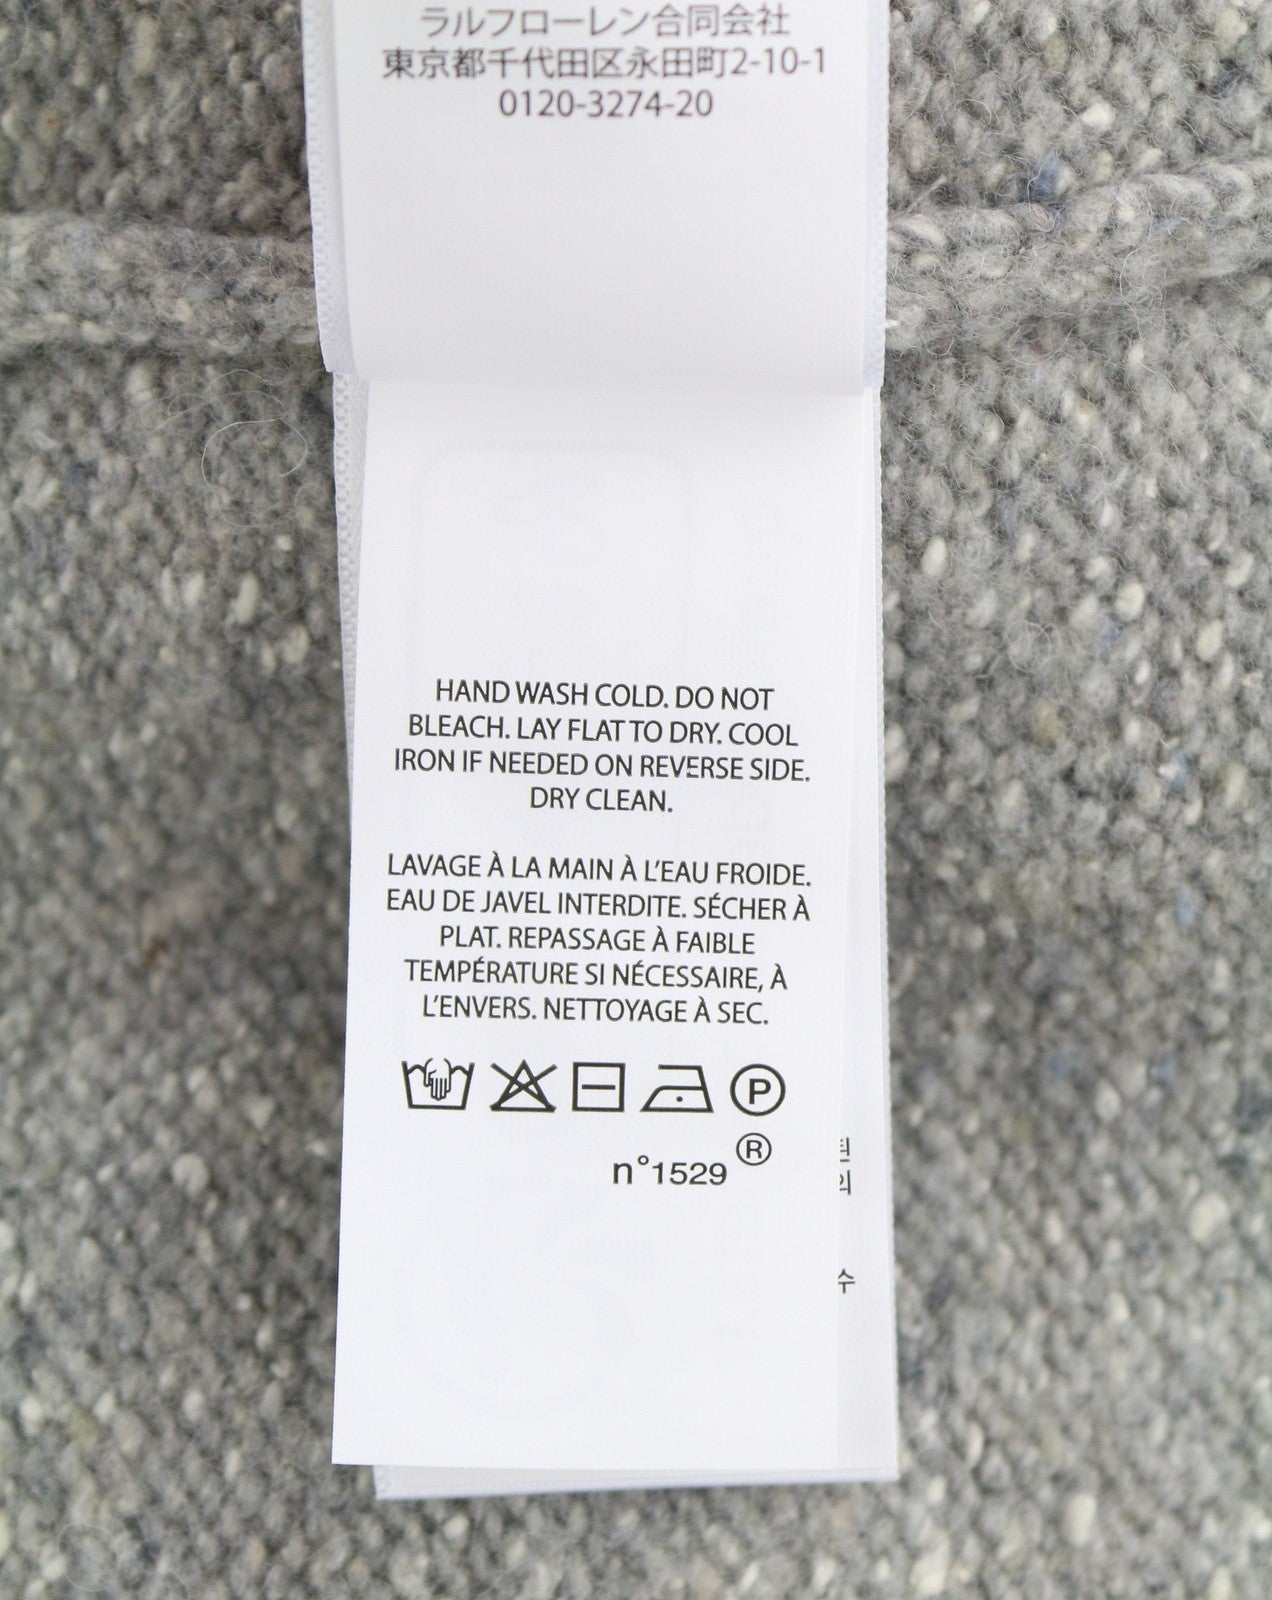 ラルフローレン合同会社
東京都千代田区永田町2-10-1
0120-3274-20
HAND WASH COLD. DO NOT
BLEACH. LAY FLAT TO DRY. COOL
IRON IF NEEDED ON REVERSE SIDE.
DRY CLEAN.
LAVAGE À LA MAIN À L'EAU FROIDE.
EAU DE JAVEL INTERDITE. SÉCHER À
PLAT. REPASSAGE À FAIBLE
TEMPÉRATURE SI NÉCESSAIRE, À
L'ENVERS. NETTOYAGE À SEC.
P
n°1529 ®
수